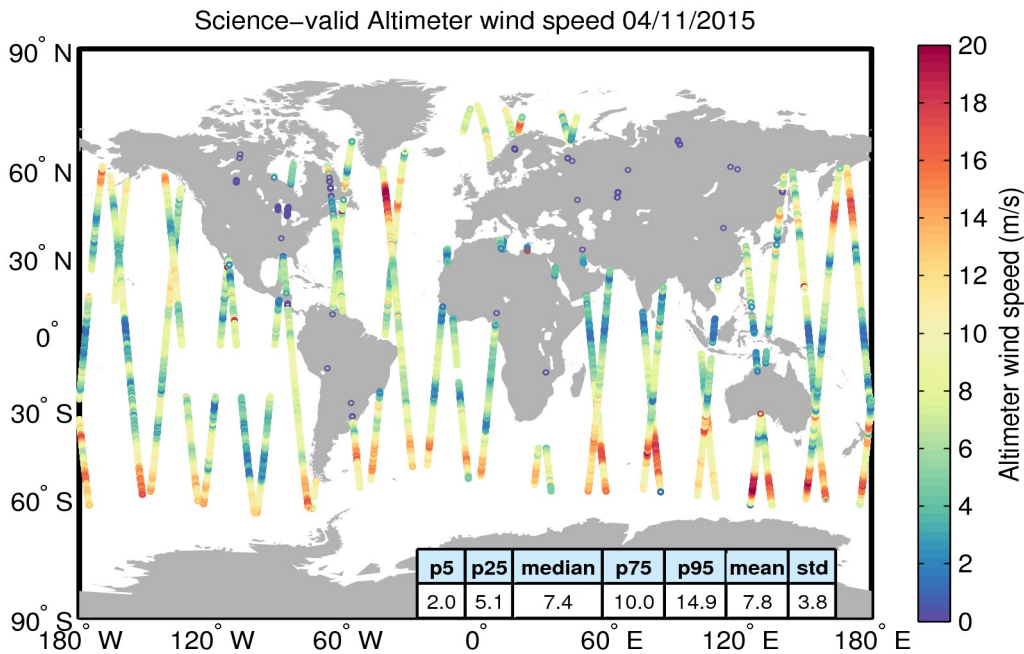 Science−valid Altimeter wind speed 04/11/2015
90° N
60° N
30° N
0°
30° S
60° S
90° S
180° W
120° W
60° W
0°
60° E
120° E
180° E
p5 p25 median p75 p95 mean std
2.0 5.1 7.4 10.0 14.9 7.8 3.8
20
18
16
14
12
10
8
6
4
2
0
Altimeter wind speed (m/s)